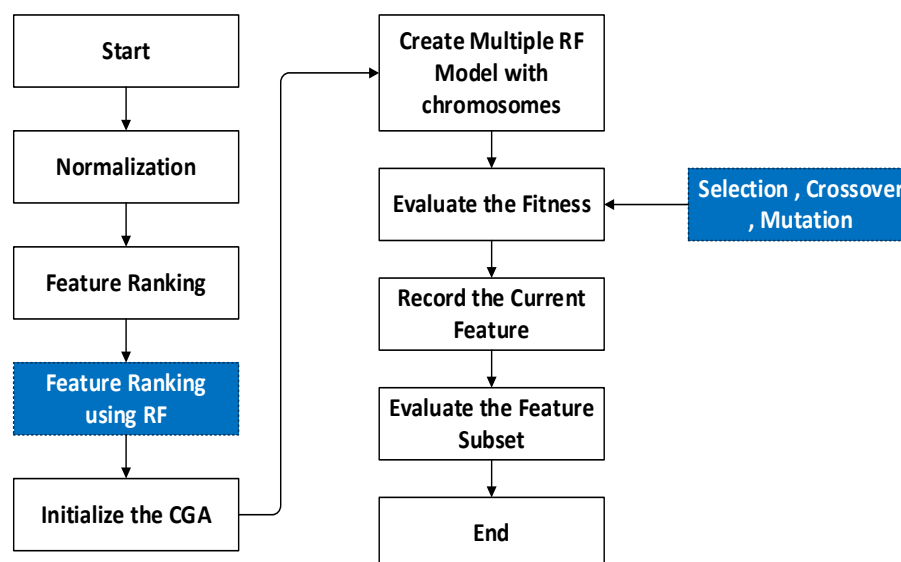 Start
Normalization
Feature Ranking
Feature Ranking
using RF
Initialize the CGA
Create Multiple RF
Model with
chromosomes
Evaluate the Fitness
Selection , Crossover
, Mutation
Record the Current
Feature
Evaluate the Feature
Subset
End